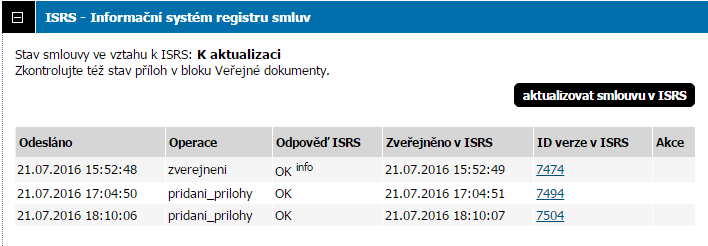 ISRS - Informační systém registru smluv
Stav smlouvy ve vztahu k ISRS: K aktualizaci
Zkontrolujte též stav příloh v bloku Veřejné dokumenty.
aktualizovat smlouvu v ISRS
Odesláno Operace Odpověď ISRS Zveřejněno v ISRS ID verze v ISRS Akce
21.07.2016 15:52:48 zverejneni OK info 21.07.2016 15:52:49 7474
21.07.2016 17:04:50 pridani_prilohy OK 21.07.2016 17:04:51 7494
21.07.2016 18:10:06 pridani_prilohy OK 21.07.2016 18:10:07 7504